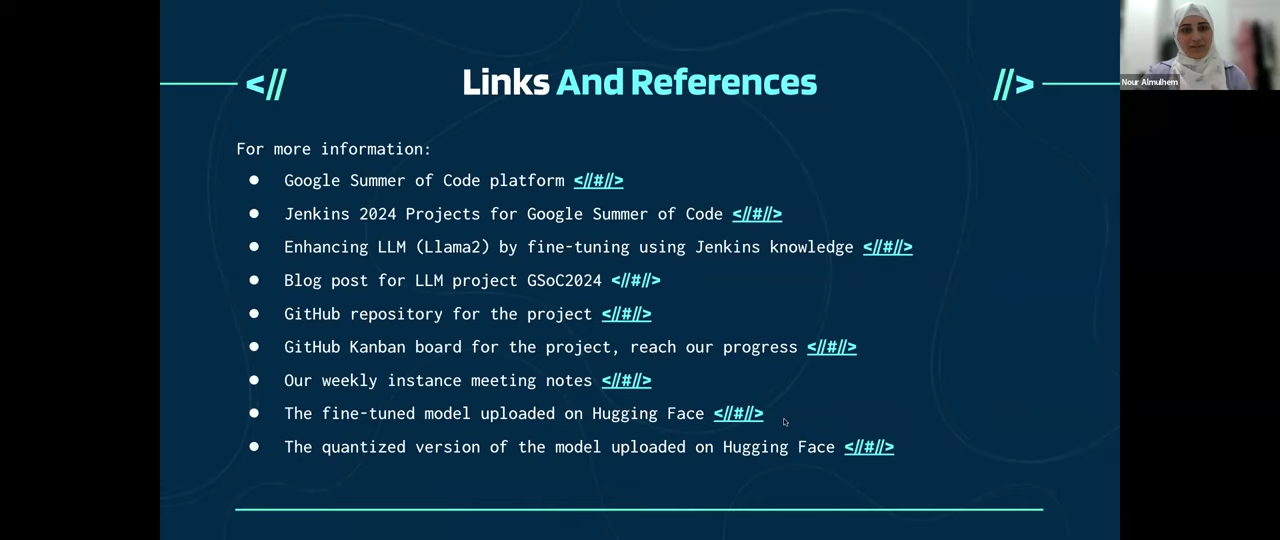 <// Links And References //>
Nour Almulhem
For more information:
● Google Summer of Code platform <//#//>
● Jenkins 2024 Projects for Google Summer of Code <//#//>
● Enhancing LLM (Llama2) by fine-tuning using Jenkins knowledge <//#//>
● Blog post for LLM project GSoC2024 <//#//>
● GitHub repository for the project <//#//>
● GitHub Kanban board for the project, reach our progress <//#//>
● Our weekly instance meeting notes <//#//>
● The fine-tuned model uploaded on Hugging Face <//#//>
● The quantized version of the model uploaded on Hugging Face <//#//>